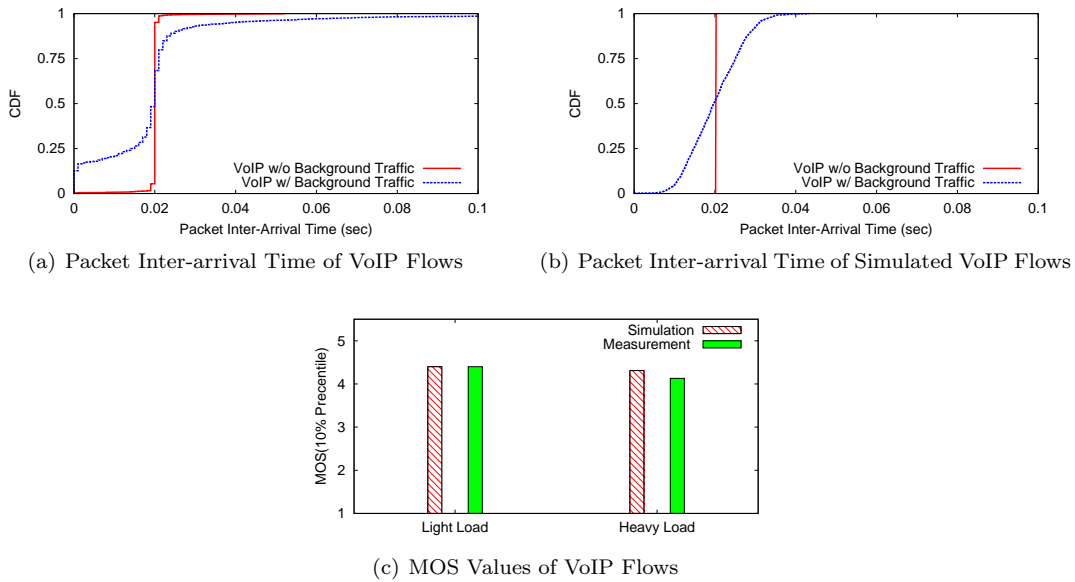 1
0.75
0.5
0.25
0
CDF
0 0.02 0.04 0.06 0.08 0.1
Packet Inter-Arrival Time (sec)
VoIP w/o Background Traffic
VoIP w/ Background Traffic
(a) Packet Inter-arrival Time of VoIP Flows
1
0.75
0.5
0.25
0
CDF
0 0.02 0.04 0.06 0.08 0.1
Packet Inter-Arrival Time (sec)
VoIP w/o Background Traffic
VoIP w/ Background Traffic
(b) Packet Inter-arrival Time of Simulated VoIP Flows
5
4
3
2
1
MOS(10% Precentile)
Simulation
Measurement
Light Load Heavy Load
(c) MOS Values of VoIP Flows